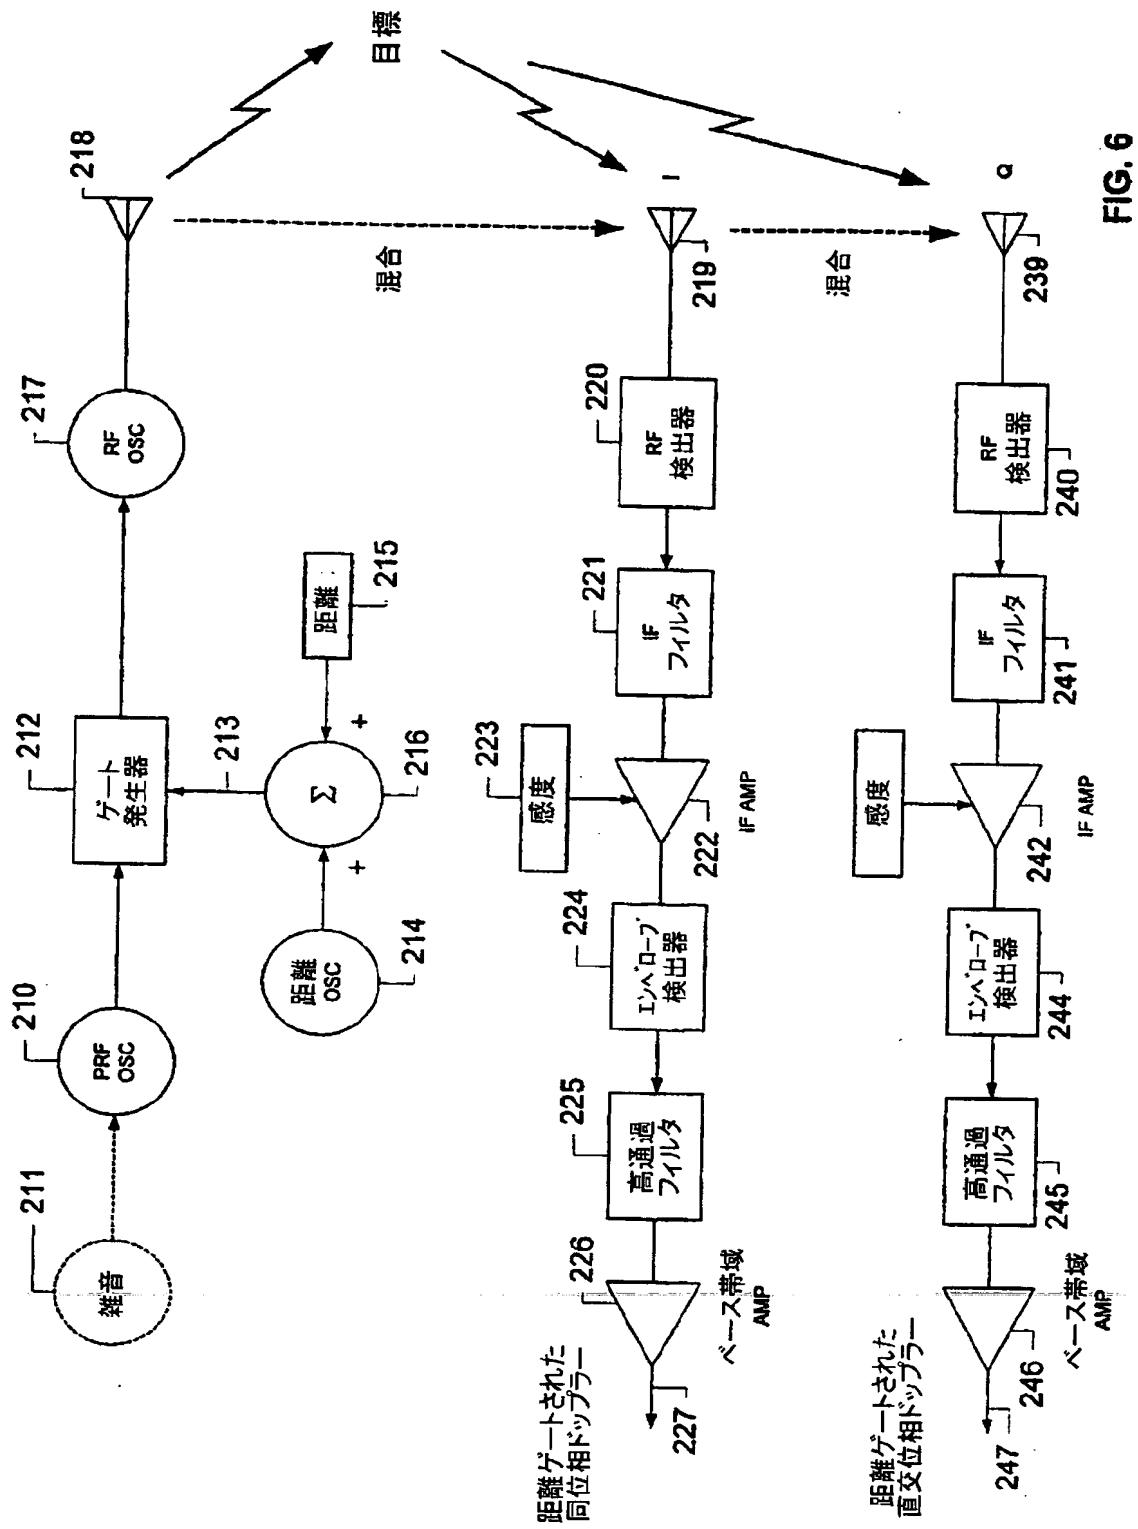 211
雑音
210
PRF
OSC
212
ゲート
発生器
213
217
RF
OSC
218
距離
OSC
214
+
Σ
216
+
距離
215
目標
混合
混合
I
219
220
RF
検出器
221
IF
フィルタ
223
感度
222
IF AMP
224
エンベロープ
検出器
225
高通過
フィルタ
226
ベース帯域
AMP
距離ゲートされた
同位相ドップラー
227
Q
239
RF
検出器
240
IF
フィルタ
241
感度
242
IF AMP
エンベロープ
検出器
244
高通過
フィルタ
245
246
ベース帯域
AMP
距離ゲートされた
直交位相ドップラー
247
FIG. 6